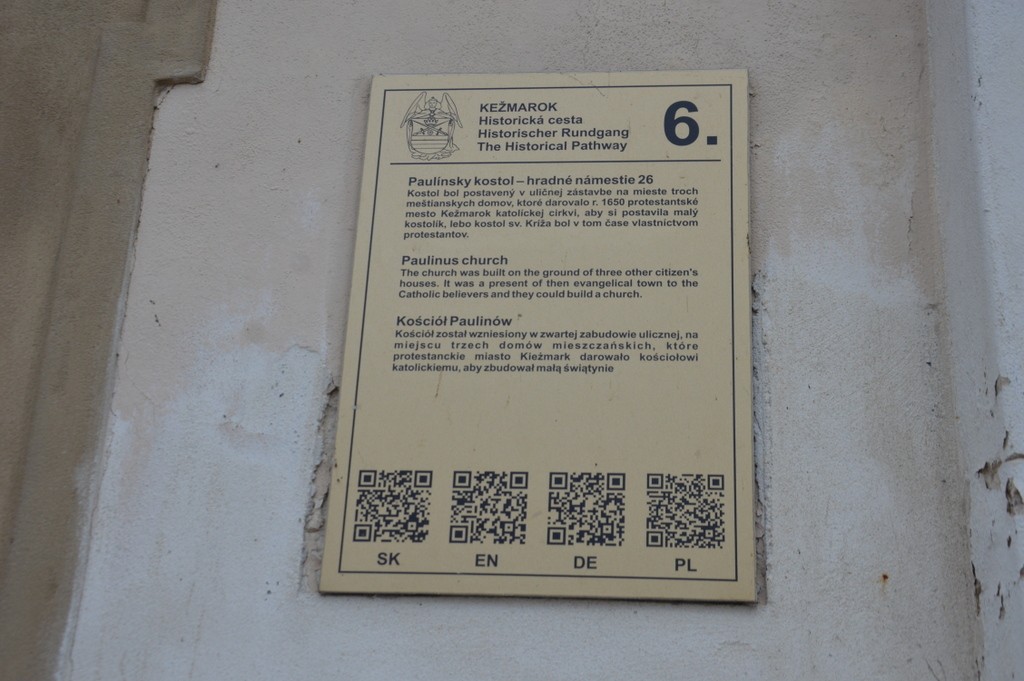 KEŽMAROK
Historická cesta
Historischer Rundgang
The Historical Pathway
6.
Paulínsky kostol – hradné námestie 26
Kostol bol postavený v uličnej zástavbe na mieste troch
meštianskych domov, ktoré darovalo r. 1650 protestantské
mesto Kežmarok katolíckej cirkvi, aby si postavila malý
kostolík, lebo kostol sv. Kríža bol v tom čase vlastníctvom
protestantov.
Paulinus church
The church was built on the ground of three other citizen's
houses. It was a present of then evangelical town to the
Catholic believers and they could build a church.
Kościół Paulinów
Kościół został wzniesiony w zwartej zabudowie ulicznej, na
miejscu trzech domów mieszczańskich, które
protestanckie miasto Kieżmark darowało kościołowi
katolickiemu, aby zbudował małą świątynie
SK EN DE PL